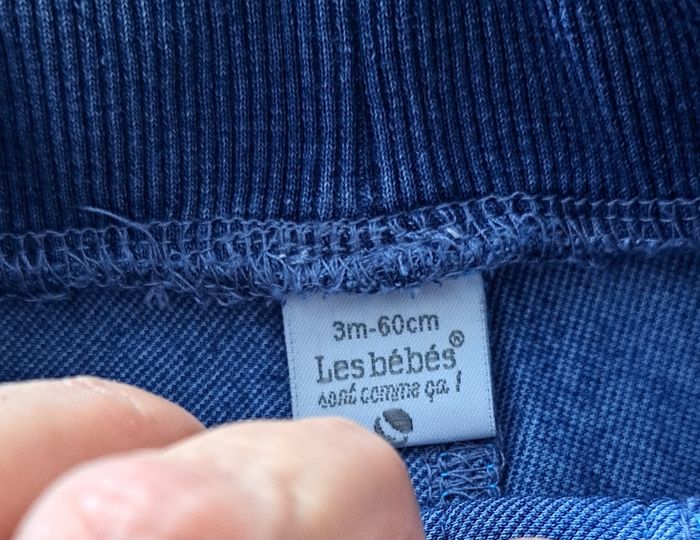 3m-60cm
Les bébés®
sont comme ça !